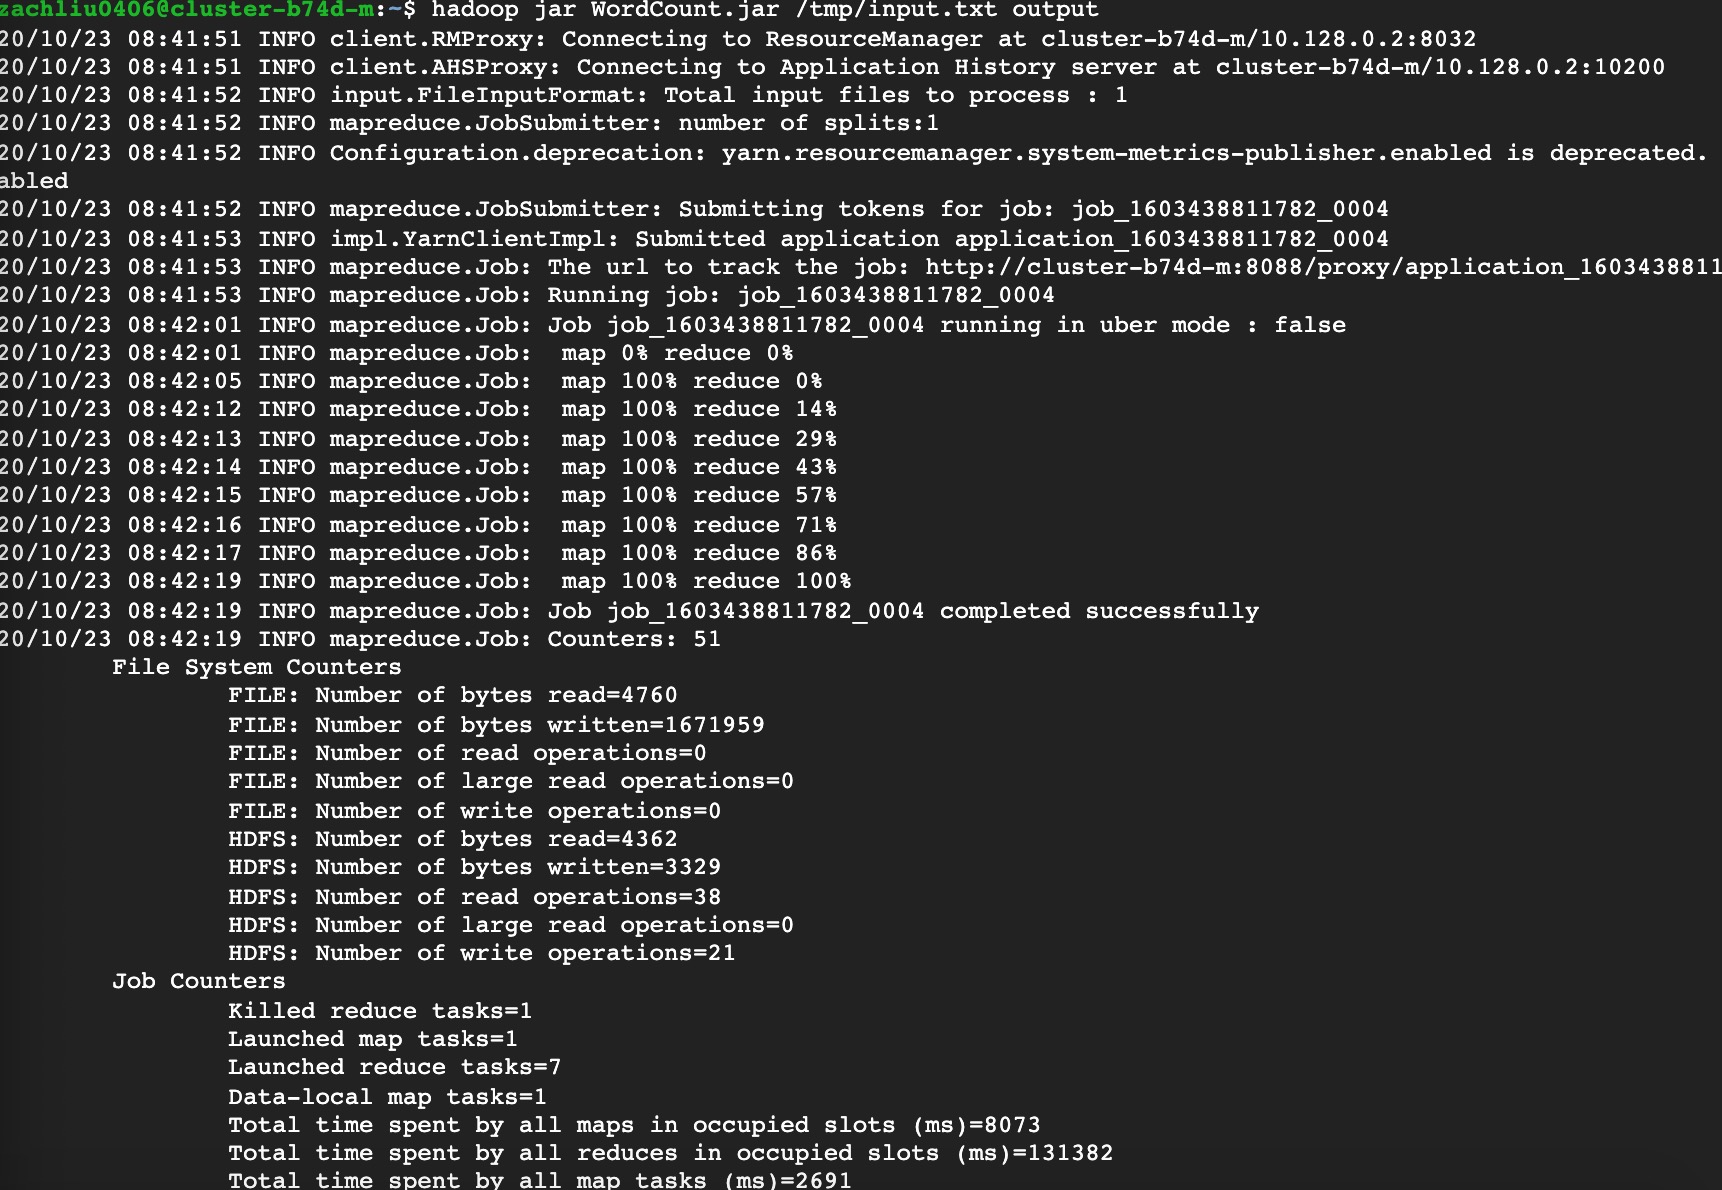 zachliu0406@cluster-b74d-m:~$ hadoop jar WordCount.jar /tmp/input.txt output
20/10/23 08:41:51 INFO client.RMProxy: Connecting to ResourceManager at cluster-b74d-m/10.128.0.2:8032
20/10/23 08:41:51 INFO client.AHSProxy: Connecting to Application History server at cluster-b74d-m/10.128.0.2:10200
20/10/23 08:41:52 INFO input.FileInputFormat: Total input files to process : 1
20/10/23 08:41:52 INFO mapreduce.JobSubmitter: number of splits:1
20/10/23 08:41:52 INFO Configuration.deprecation: yarn.resourcemanager.system-metrics-publisher.enabled is deprecated.
abled
20/10/23 08:41:52 INFO mapreduce.JobSubmitter: Submitting tokens for job: job_1603438811782_0004
20/10/23 08:41:53 INFO impl.YarnClientImpl: Submitted application application_1603438811782_0004
20/10/23 08:41:53 INFO mapreduce.Job: The url to track the job: http://cluster-b74d-m:8088/proxy/application_1603438811
20/10/23 08:41:53 INFO mapreduce.Job: Running job: job_1603438811782_0004
20/10/23 08:42:01 INFO mapreduce.Job: Job job_1603438811782_0004 running in uber mode : false
20/10/23 08:42:01 INFO mapreduce.Job:  map 0% reduce 0%
20/10/23 08:42:05 INFO mapreduce.Job:  map 100% reduce 0%
20/10/23 08:42:12 INFO mapreduce.Job:  map 100% reduce 14%
20/10/23 08:42:13 INFO mapreduce.Job:  map 100% reduce 29%
20/10/23 08:42:14 INFO mapreduce.Job:  map 100% reduce 43%
20/10/23 08:42:15 INFO mapreduce.Job:  map 100% reduce 57%
20/10/23 08:42:16 INFO mapreduce.Job:  map 100% reduce 71%
20/10/23 08:42:17 INFO mapreduce.Job:  map 100% reduce 86%
20/10/23 08:42:19 INFO mapreduce.Job:  map 100% reduce 100%
20/10/23 08:42:19 INFO mapreduce.Job: Job job_1603438811782_0004 completed successfully
20/10/23 08:42:19 INFO mapreduce.Job: Counters: 51
File System Counters
FILE: Number of bytes read=4760
FILE: Number of bytes written=1671959
FILE: Number of read operations=0
FILE: Number of large read operations=0
FILE: Number of write operations=0
HDFS: Number of bytes read=4362
HDFS: Number of bytes written=3329
HDFS: Number of read operations=38
HDFS: Number of large read operations=0
HDFS: Number of write operations=21
Job Counters
Killed reduce tasks=1
Launched map tasks=1
Launched reduce tasks=7
Data-local map tasks=1
Total time spent by all maps in occupied slots (ms)=8073
Total time spent by all reduces in occupied slots (ms)=131382
Total time spent by all map tasks (ms)=2691